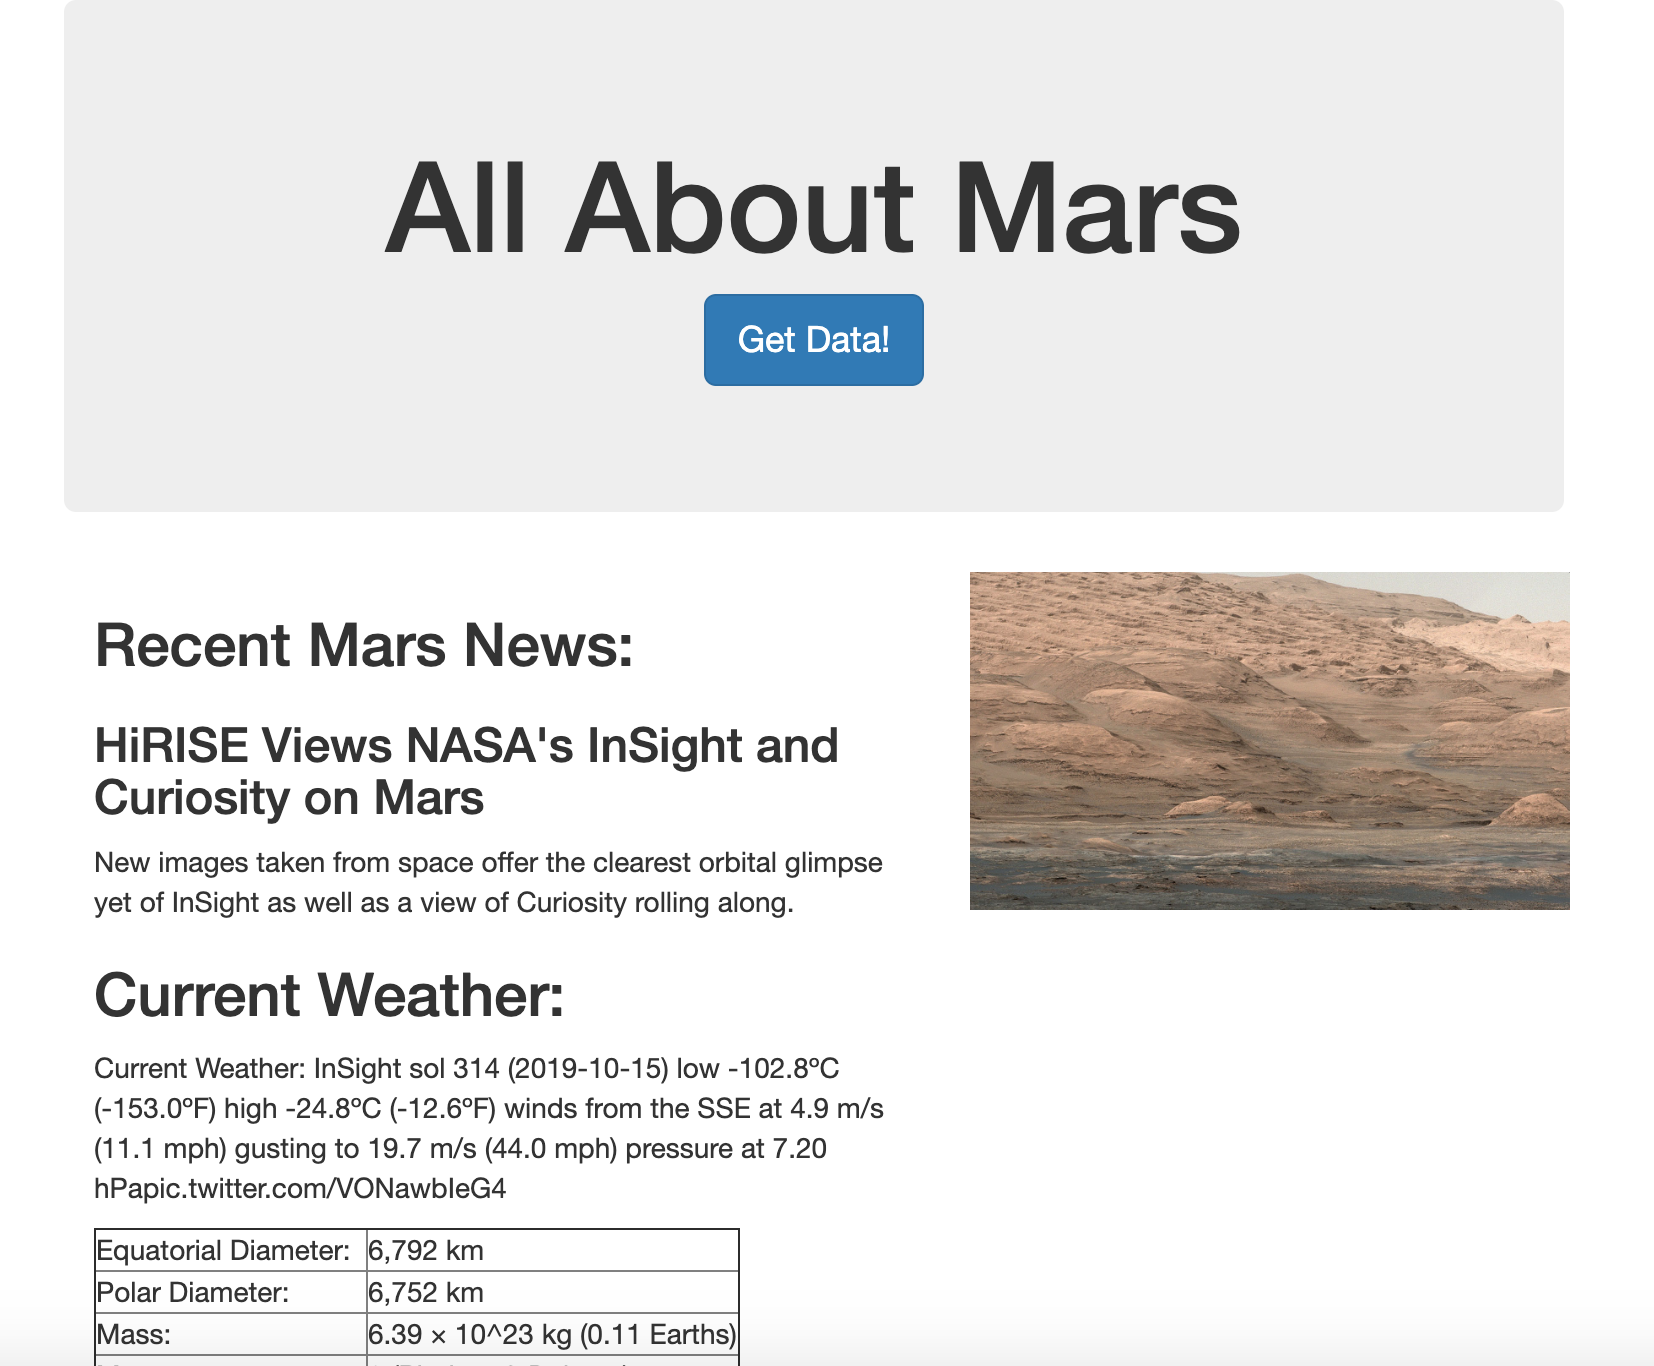 All About Mars
Get Data!
Recent Mars News:
HiRISE Views NASA's InSight and
Curiosity on Mars
New images taken from space offer the clearest orbital glimpse
yet of InSight as well as a view of Curiosity rolling along.
Current Weather:
Current Weather: InSight sol 314 (2019-10-15) low -102.8ºC
(-153.0ºF) high -24.8ºC (-12.6ºF) winds from the SSE at 4.9 m/s
(11.1 mph) gusting to 19.7 m/s (44.0 mph) pressure at 7.20
hPapic.twitter.com/VONawbIeG4
Equatorial Diameter: 6,792 km
Polar Diameter: 6,752 km
Mass: 6.39 × 10^23 kg (0.11 Earths)